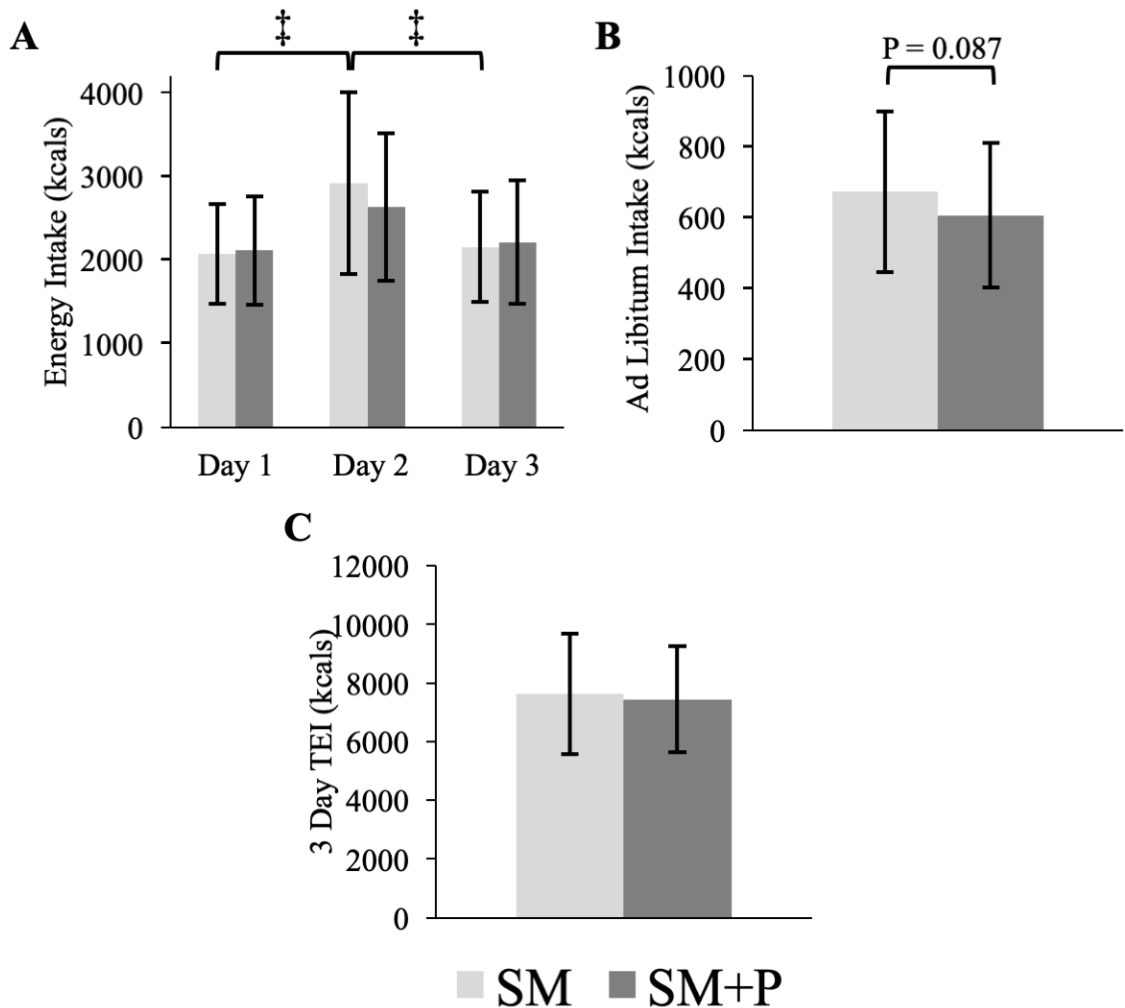 A
‡ ‡
Energy Intake (kcals)
4000
3000
2000
1000
0
Day 1 Day 2 Day 3
B
P = 0.087
Ad Libitum Intake (kcals)
1000
800
600
400
200
0
C
3 Day TEI (kcals)
12000
10000
8000
6000
4000
2000
0
SM SM+P